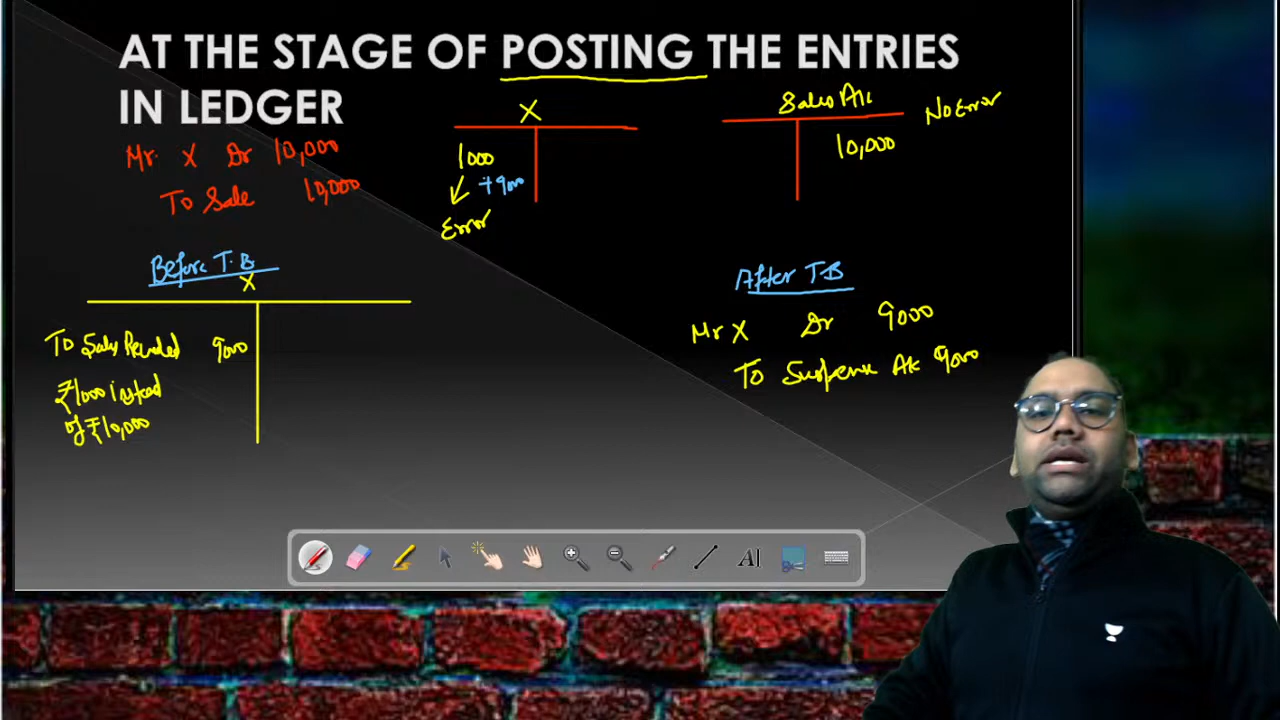 AT THE STAGE OF POSTING THE ENTRIES
IN LEDGER
Mr. X Dr 10,000
To Sale 10,000
X
1000
+9000
Error
Sales A/c
No Error
10,000
Before T.B
X
To Sales Recorded 9000
₹1000 instead
of ₹10,000
After TB
Mr X Dr 9000
To Suspense A/c 9000
A